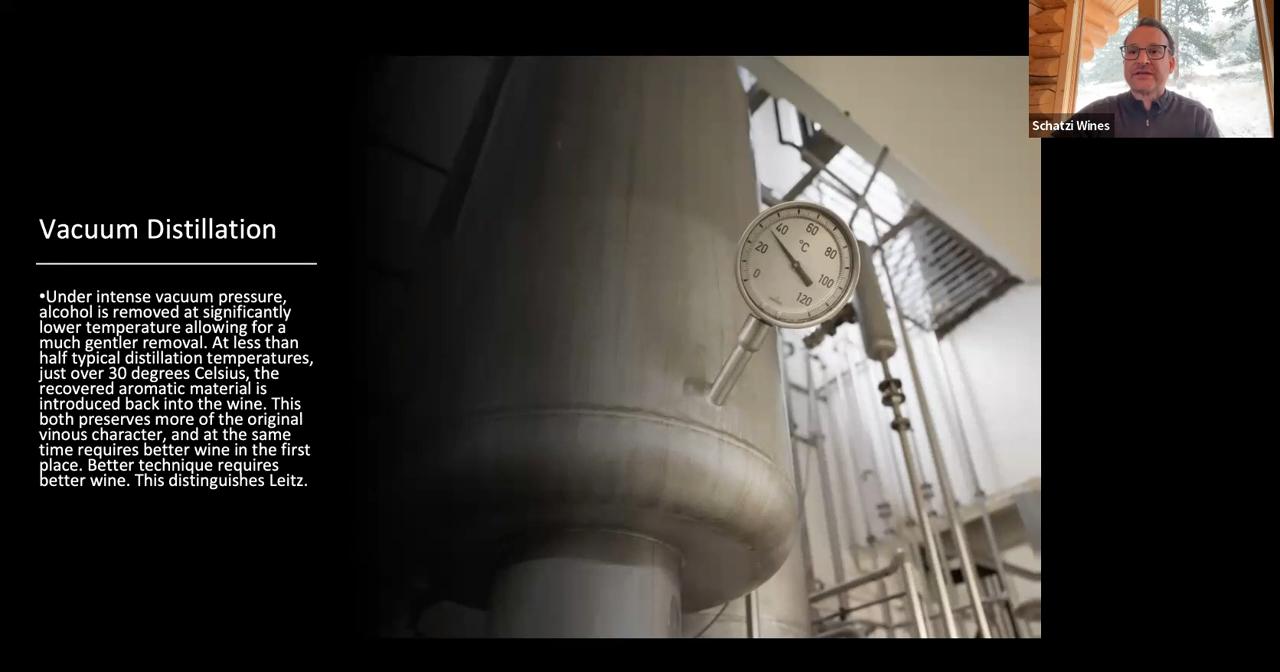 Vacuum Distillation
•Under intense vacuum pressure,
alcohol is removed at significantly
lower temperature allowing for a
much gentler removal. At less than
half typical distillation temperatures,
just over 30 degrees Celsius, the
recovered aromatic material is
introduced back into the wine. This
both preserves more of the original
vinous character, and at the same
time requires better wine in the first
place. Better technique requires
better wine. This distinguishes Leitz.
0
20
40
60
80
100
120
°C
Schatzi Wines